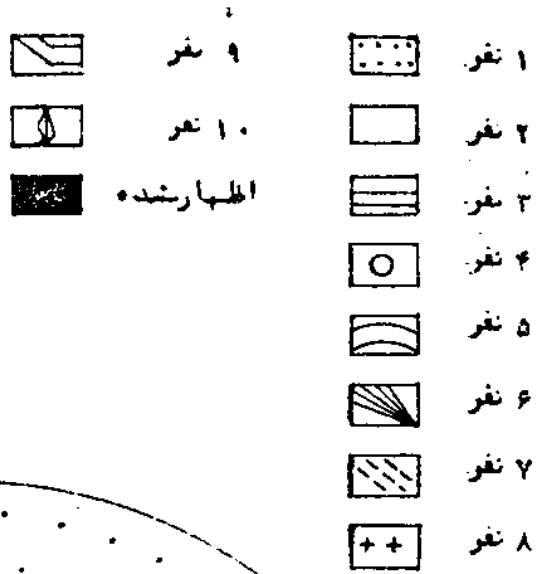 ۱ نفر
۲ نفر
۳ نفر
۴ نفر
۵ نفر
۶ نفر
۷ نفر
۸ نفر
۹ نفر
۱۰ نفر
اظهار نشده